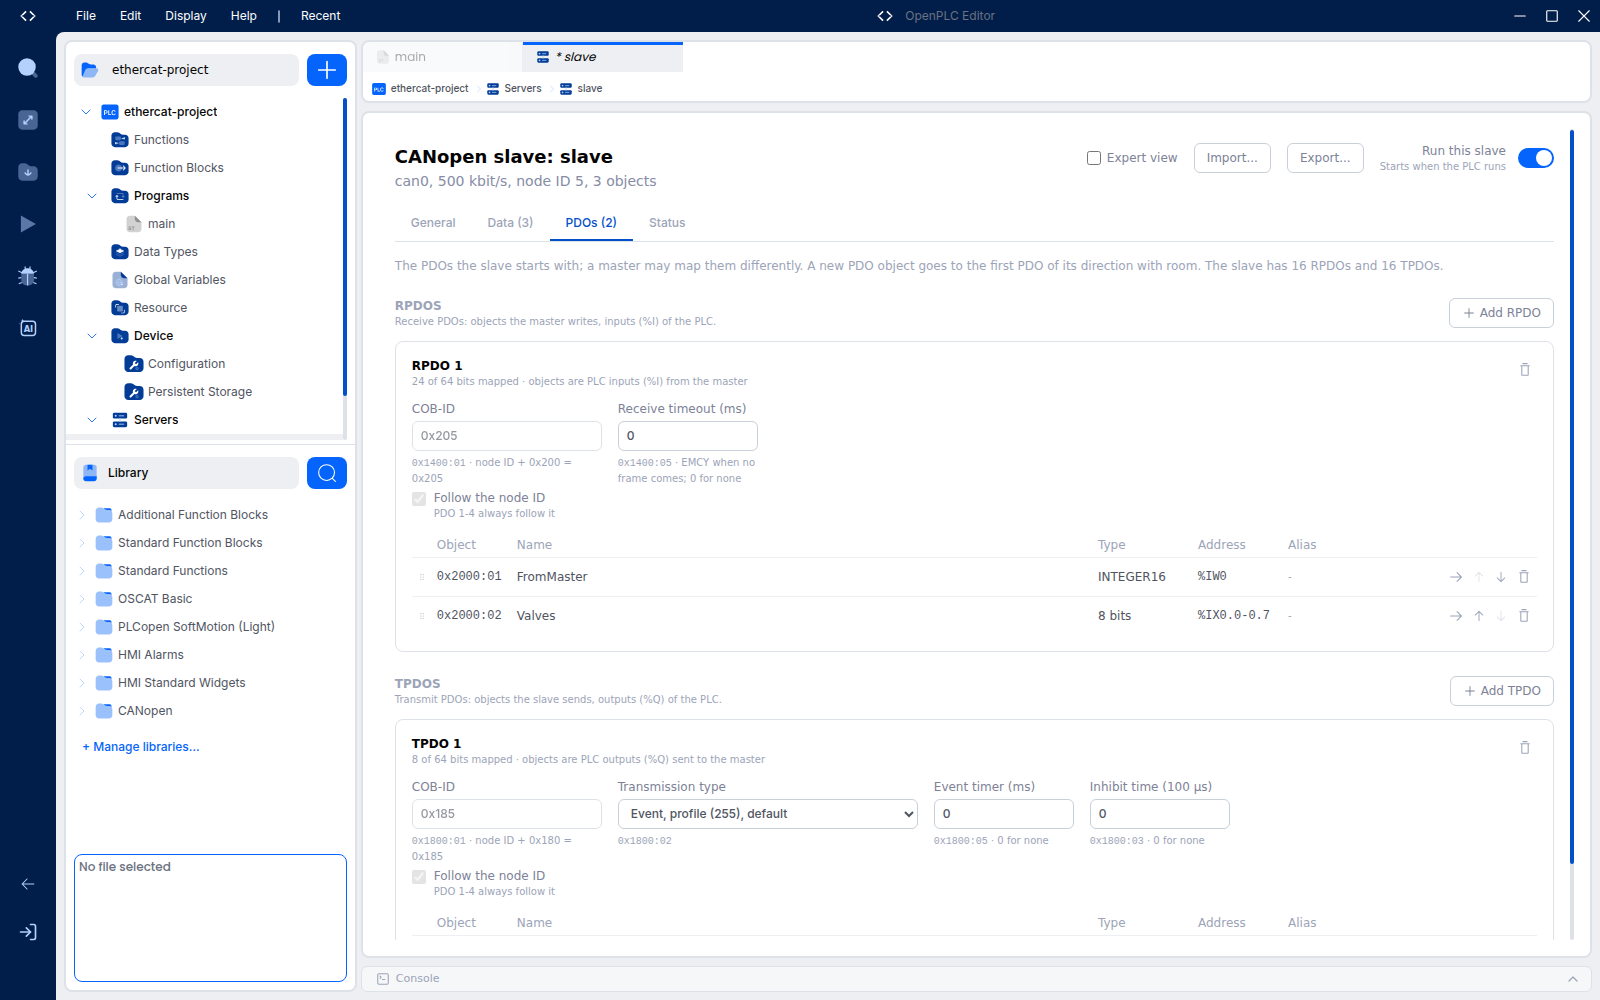 File Edit Display Help | Recent
OpenPLC Editor
ethercat-project
PLC ethercat-project
Functions
Function Blocks
Programs
main
Data Types
Global Variables
Resource
Device
Configuration
Persistent Storage
Servers
Library
Additional Function Blocks
Standard Function Blocks
Standard Functions
OSCAT Basic
PLCopen SoftMotion (Light)
HMI Alarms
HMI Standard Widgets
CANopen
+ Manage libraries...
No file selected
AI
main
* slave
PLC ethercat-project Servers slave
CANopen slave: slave
can0, 500 kbit/s, node ID 5, 3 objects
Expert view
Import...
Export...
Run this slave
Starts when the PLC runs
General Data (3) PDOs (2) Status
The PDOs the slave starts with; a master may map them differently. A new PDO object goes to the first PDO of its direction with room. The slave has 16 RPDOs and 16 TPDOs.
RPDOS
Receive PDOs: objects the master writes, inputs (%I) of the PLC.
+ Add RPDO
RPDO 1
24 of 64 bits mapped · objects are PLC inputs (%I) from the master
COB-ID Receive timeout (ms)
0x205 0
0x1400:01 · node ID + 0x200 = 0x1400:05 · EMCY when no
0x205 frame comes; 0 for none
Follow the node ID
PDO 1-4 always follow it
Object Name Type Address Alias
0x2000:01 FromMaster INTEGER16 %IW0 -
0x2000:02 Valves 8 bits %IX0.0-0.7 -
TPDOS
Transmit PDOs: objects the slave sends, outputs (%Q) of the PLC.
+ Add TPDO
TPDO 1
8 of 64 bits mapped · objects are PLC outputs (%Q) sent to the master
COB-ID Transmission type Event timer (ms) Inhibit time (100 µs)
0x185 Event, profile (255), default 0 0
0x1800:01 · node ID + 0x180 = 0x1800:02 0x1800:05 · 0 for none 0x1800:03 · 0 for none
0x185
Follow the node ID
PDO 1-4 always follow it
Object Name Type Address Alias
Console